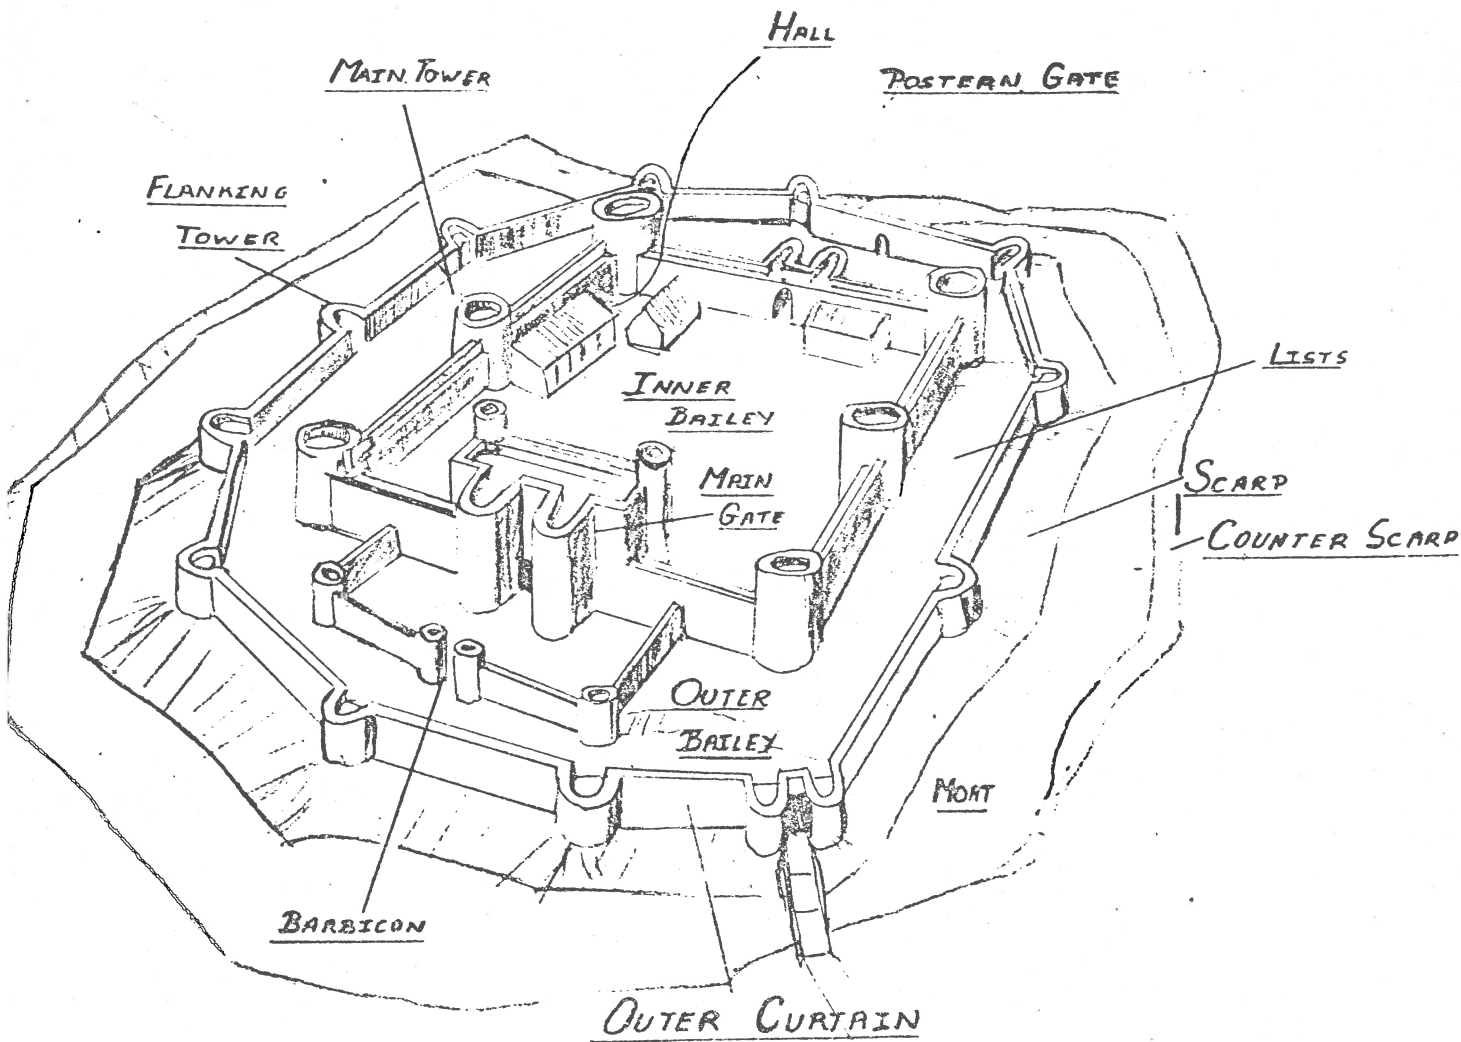 HALL
MAIN TOWER
POSTERN GATE
FLANKING
TOWER
LISTS
INNER
BAILEY
MAIN
GATE
SCARP
COUNTER SCARP
OUTER
BAILEY
MOAT
BARBICON
OUTER CURTAIN